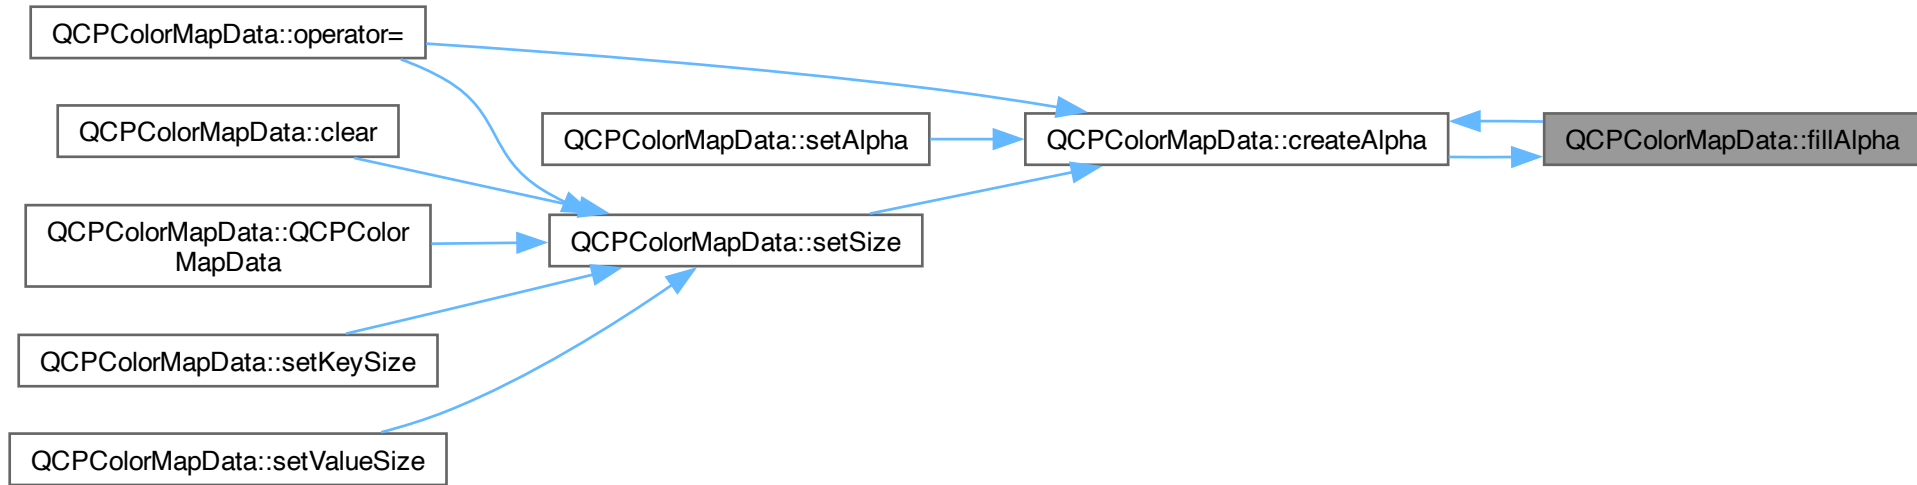 QCPColorMapData::operator=
QCPColorMapData::clear
QCPColorMapData::setAlpha
QCPColorMapData::createAlpha
QCPColorMapData::fillAlpha
QCPColorMapData::QCPColor
MapData
QCPColorMapData::setSize
QCPColorMapData::setKeySize
QCPColorMapData::setValueSize